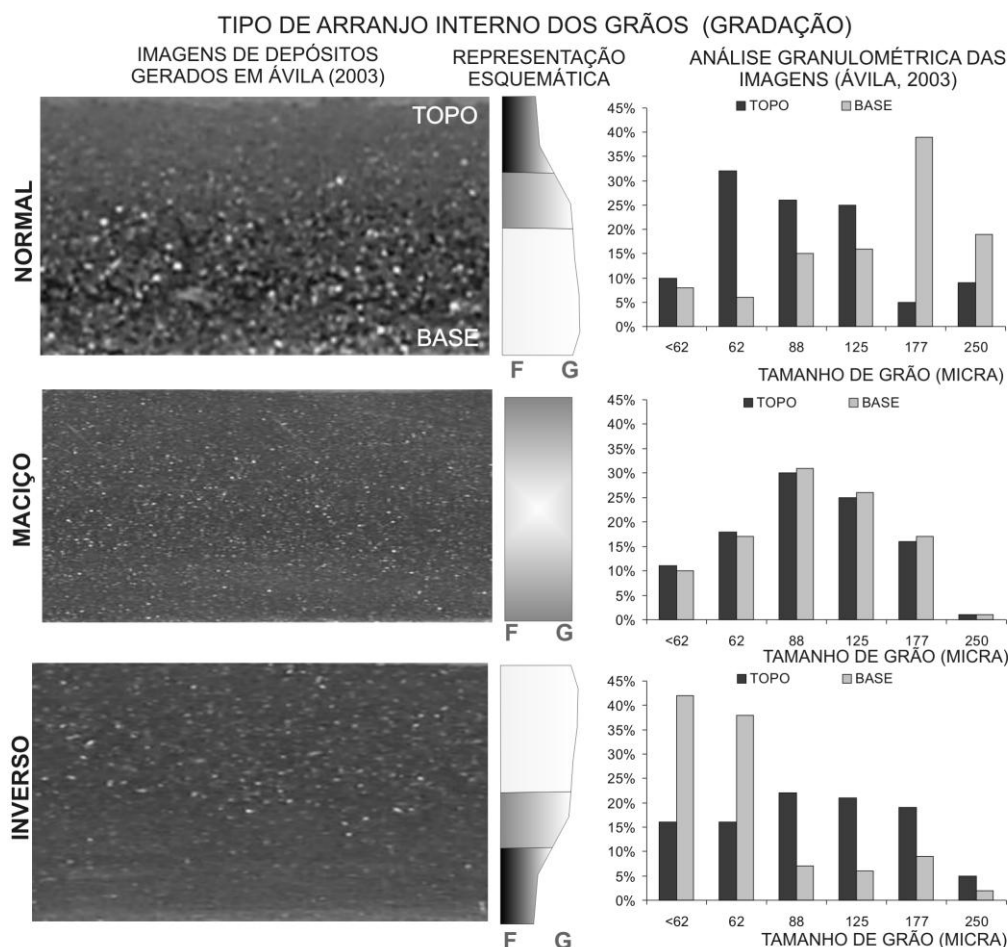 TIPO DE ARRANJO INTERNO DOS GRÃOS (GRADAÇÃO)
IMAGENS DE DEPÓSITOS
GERADOS EM ÁVILA (2003)
REPRESENTAÇÃO
ESQUEMÁTICA
ANÁLISE GRANULOMÉTRICA DAS
IMAGENS (ÁVILA, 2003)
NORMAL
TOPO
BASE
F G
TOPO BASE
45%
40%
35%
30%
25%
20%
15%
10%
5%
0%
<62 62 88 125 177 250
TAMANHO DE GRÃO (MICRA)
MACIÇO
F G
TOPO BASE
45%
40%
35%
30%
25%
20%
15%
10%
5%
0%
<62 62 88 125 177 250
TAMANHO DE GRÃO (MICRA)
INVERSO
F G
TOPO BASE
45%
40%
35%
30%
25%
20%
15%
10%
5%
0%
<62 62 88 125 177 250
TAMANHO DE GRÃO (MICRA)